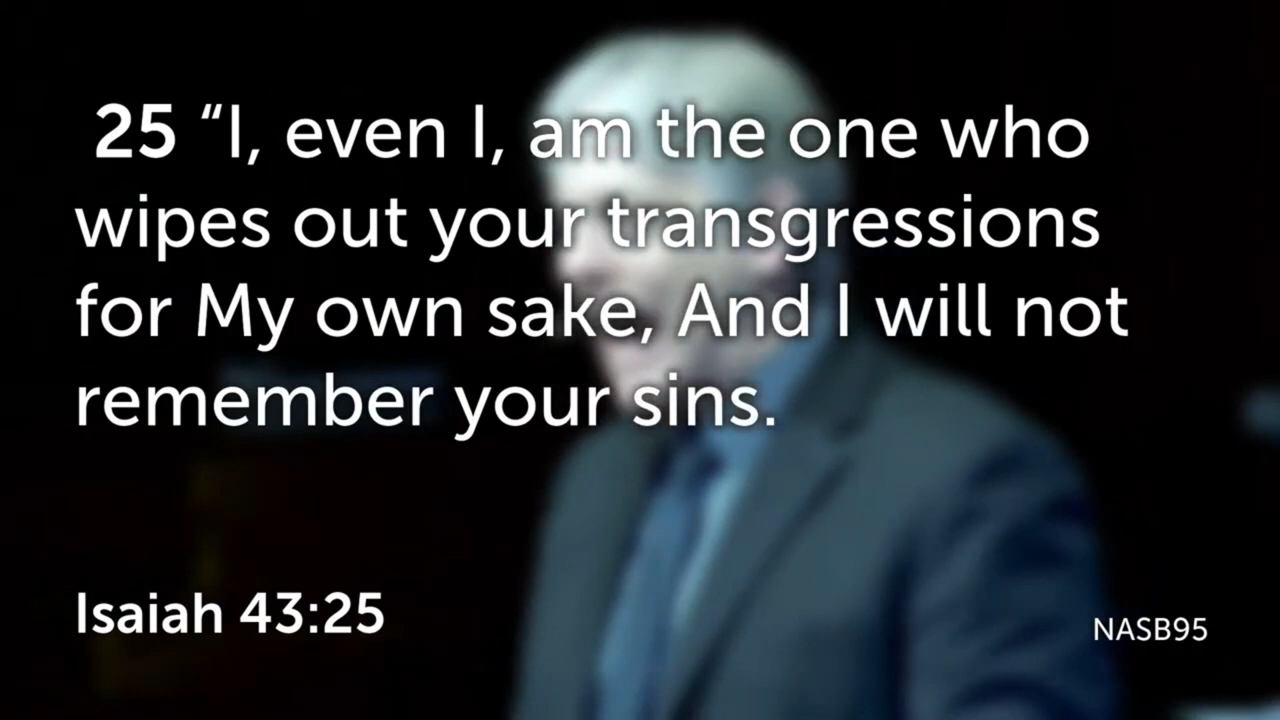 25 “I, even I, am the one who
wipes out your transgressions
for My own sake, And I will not
remember your sins.
Isaiah 43:25
NASB95